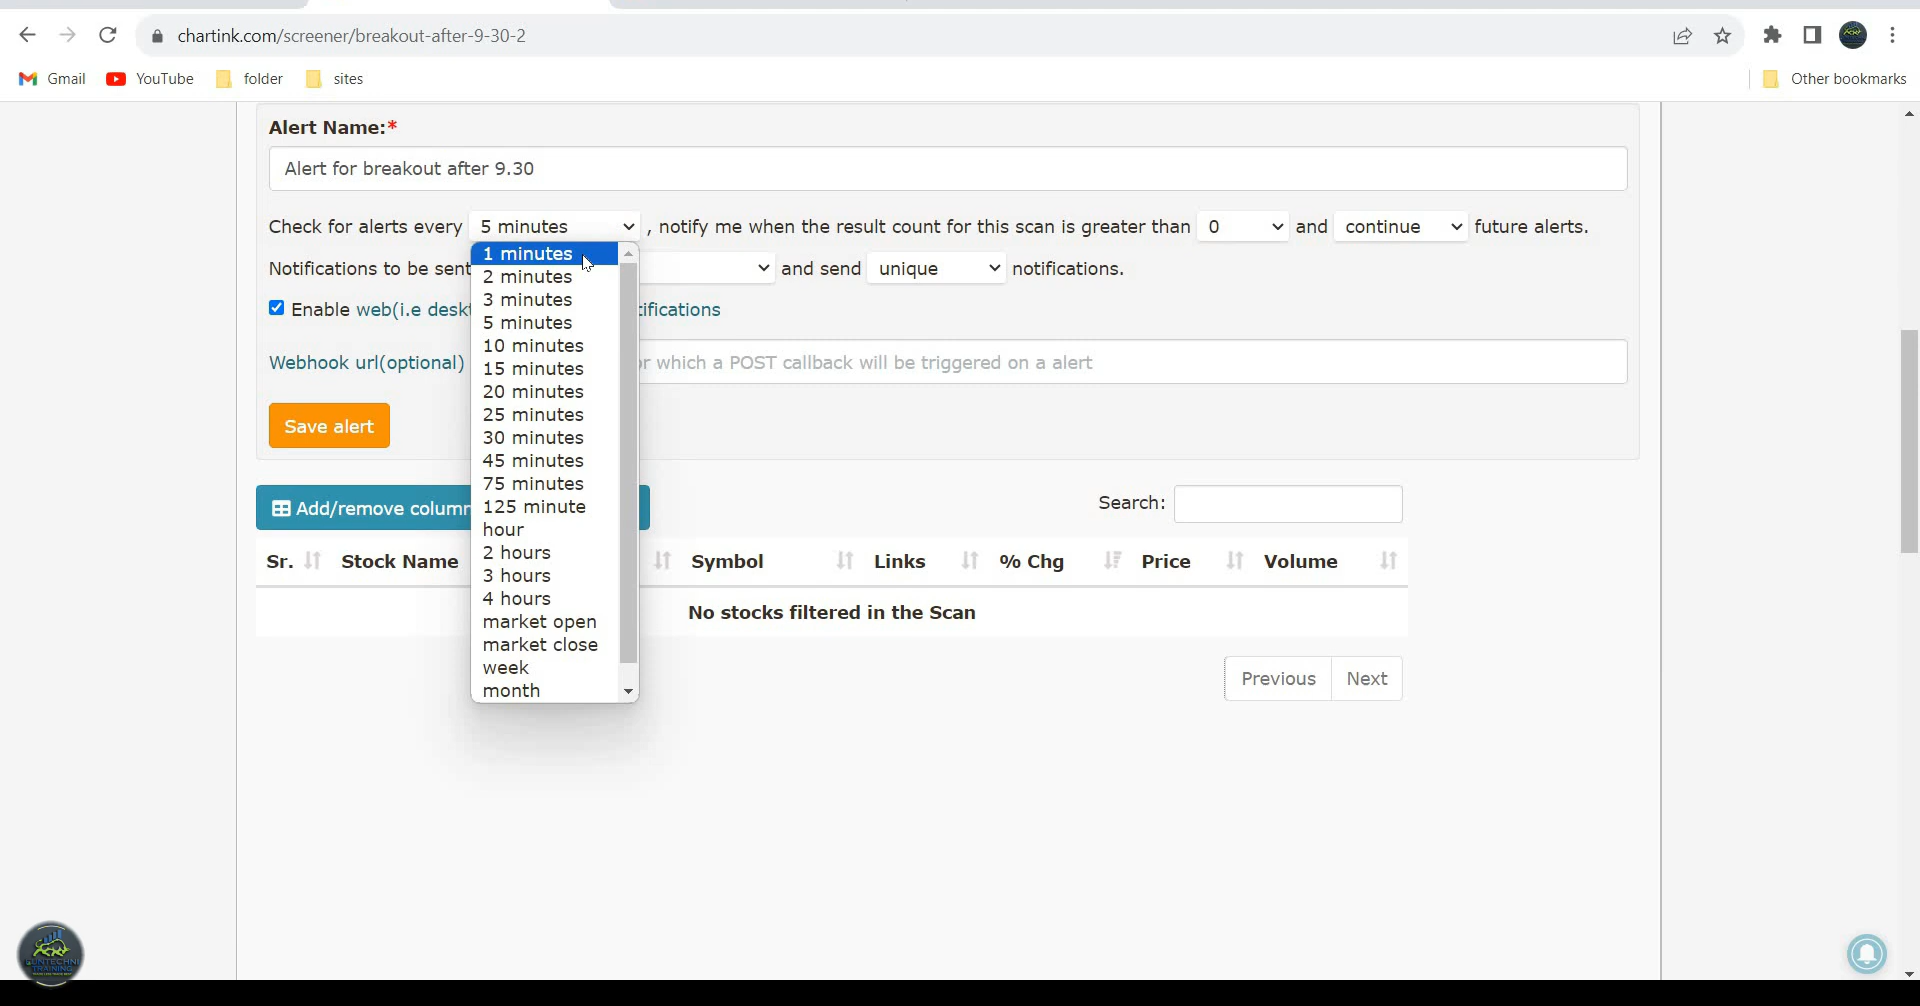 chartink.com/screener/breakout-after-9-30-2
Gmail
YouTube
folder
sites
Other bookmarks
Alert Name:*
Alert for breakout after 9.30
Check for alerts every 5 minutes , notify me when the result count for this scan is greater than 0 and continue future alerts.
1 minutes
2 minutes
3 minutes
5 minutes
10 minutes
15 minutes
20 minutes
25 minutes
30 minutes
45 minutes
75 minutes
125 minute
hour
2 hours
3 hours
4 hours
market open
market close
week
month
Notifications to be sent and send unique notifications.
Enable web(i.e
Webhook url(optional) which a POST callback will be triggered on a alert
Save alert
Add/remove
Search:
Sr. Stock Name Symbol Links % Chg Price Volume
No stocks filtered in the Scan
Previous Next
TRAINING